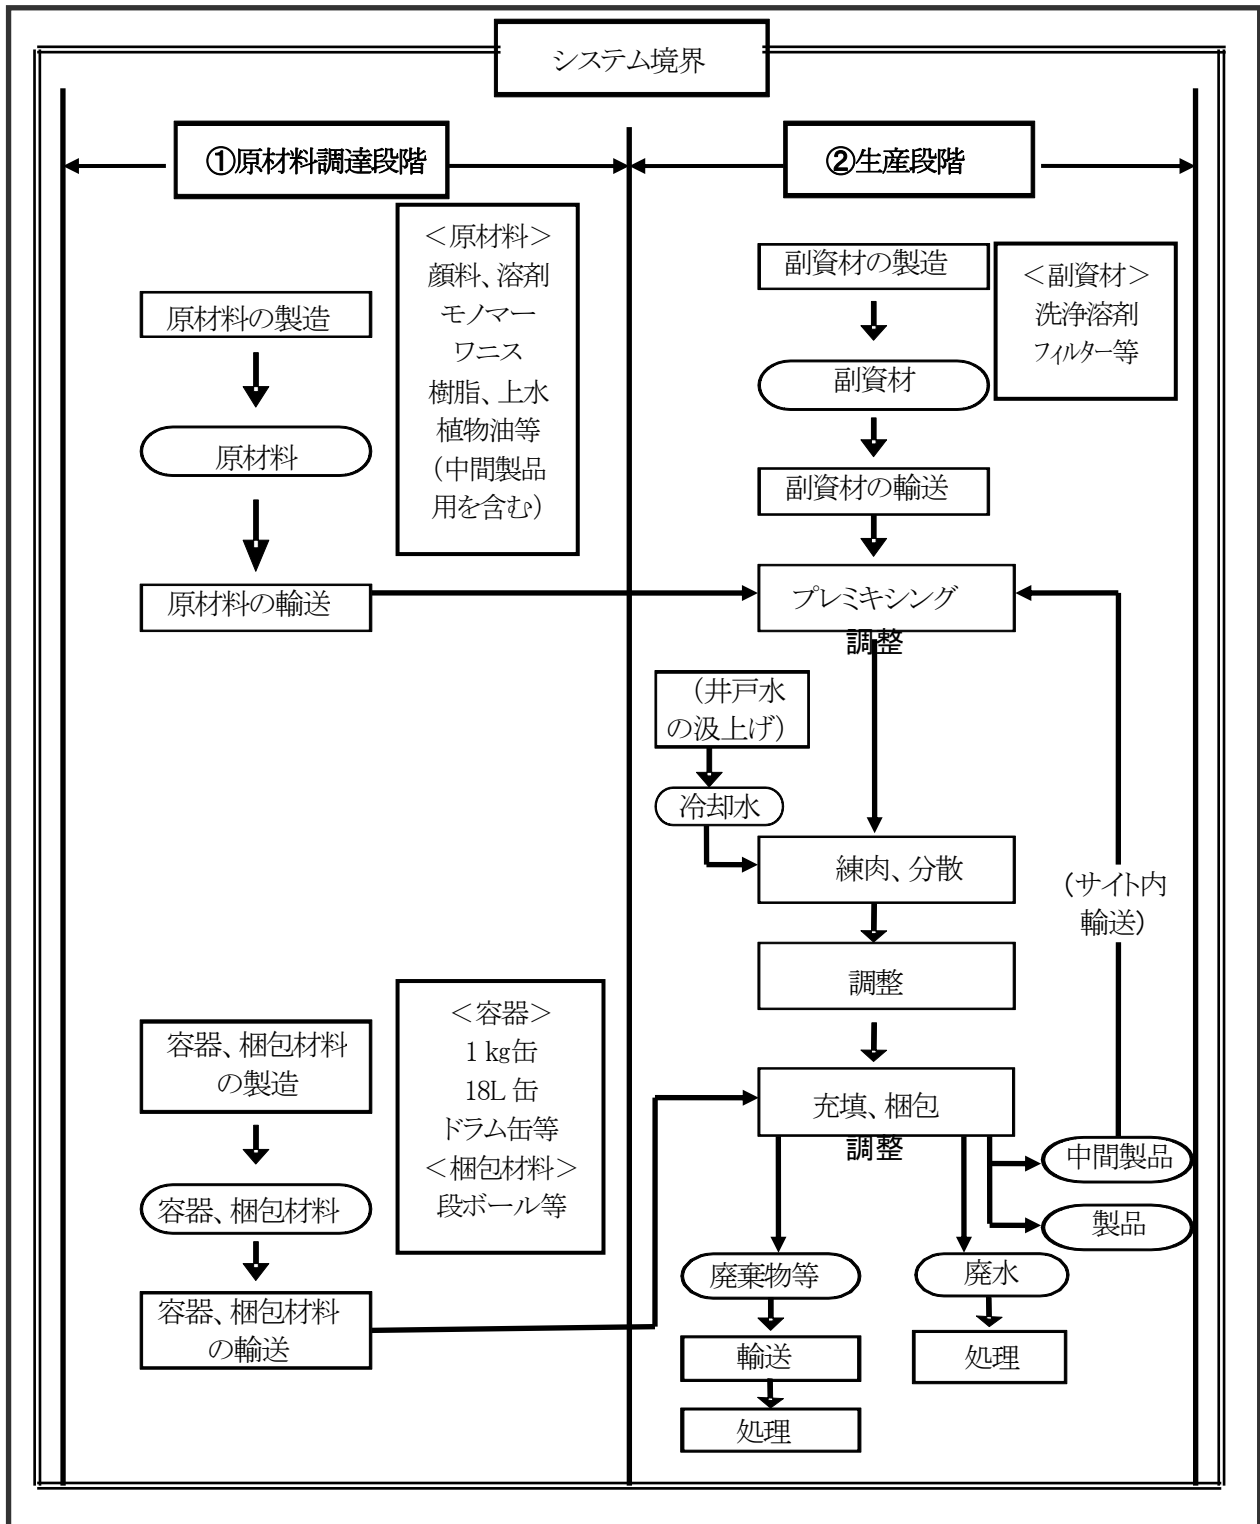 システム境界
①原材料調達段階
②生産段階
<原材料>
顔料、溶剤
モノマー
ワニス
樹脂、上水
植物油等
(中間製品
用を含む)
原材料の製造
原材料
原材料の輸送
副資材の製造
<副資材>
洗浄溶剤
フィルター等
副資材
副資材の輸送
プレミキシング
調整
(井戸水
の汲上げ)
冷却水
練肉、分散
(サイト内
輸送)
調整
容器、梱包材料
の製造
<容器>
1 kg缶
18L 缶
ドラム缶等
<梱包材料>
段ボール等
容器、梱包材料
容器、梱包材料
の輸送
充填、梱包
調整
中間製品
製品
廃棄物等
廃水
輸送
処理
処理